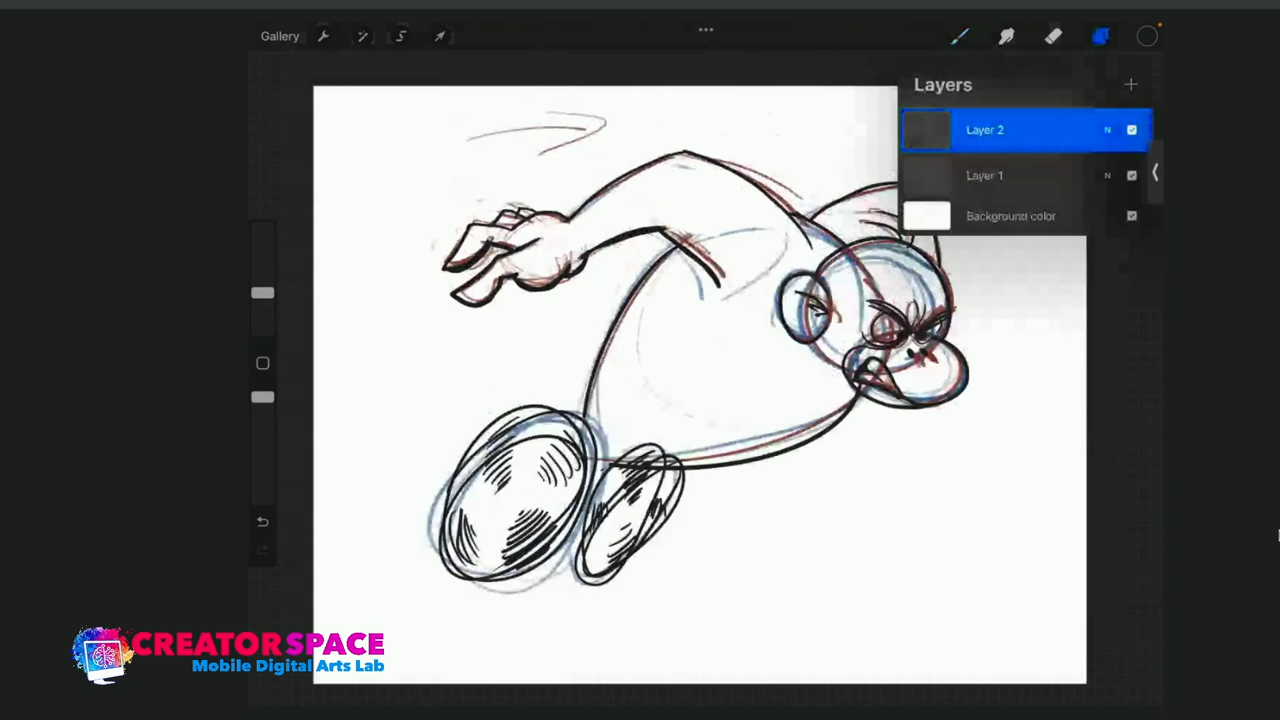 Gallery
Layers
Layer 2 N
Layer 1 N
Background color
CREATORSPACE
Mobile Digital Arts Lab